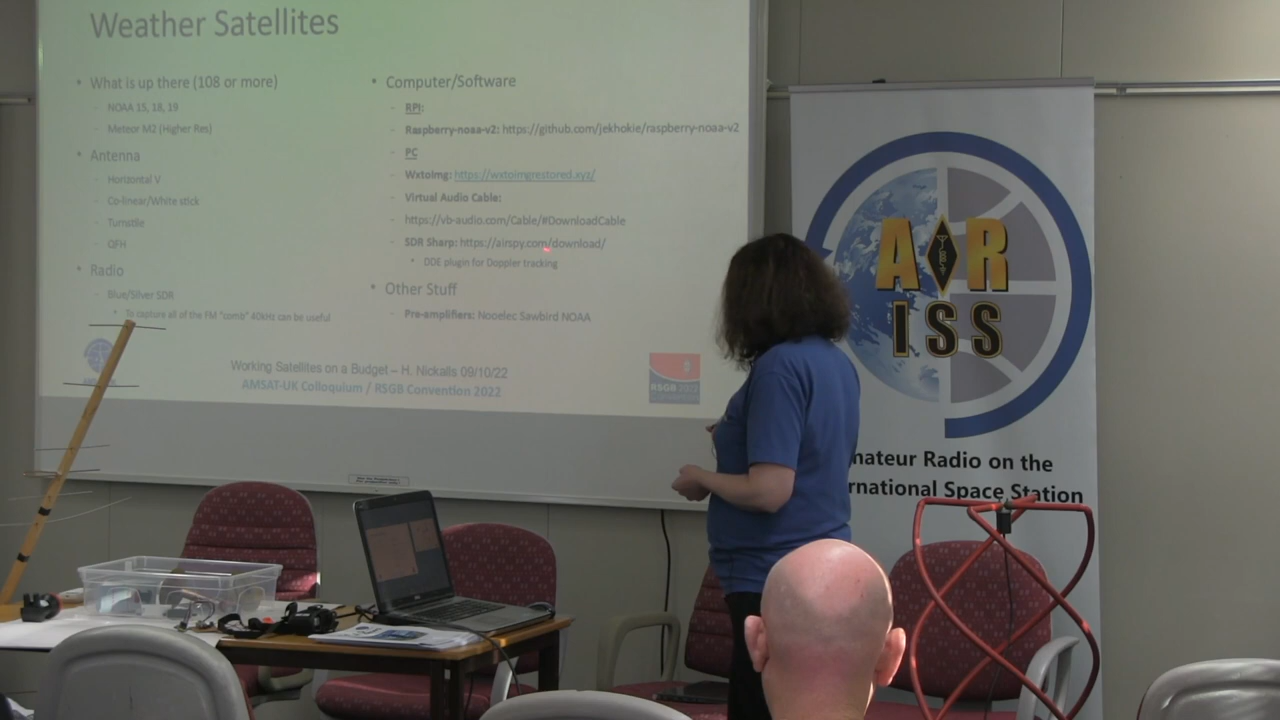 Weather Satellites
• What is up there (108 or more)
- NOAA 15, 18, 19
- Meteor M2 (Higher Res)
• Antenna
- Horizontal V
- Co-linear/White stick
- Turnstile
- QFH
• Radio
- Blue/Silver SDR
• To capture all of the FM "comb" 40kHz can be useful
• Computer/Software
- RPI:
- Raspberry-noaa-v2: https://github.com/jekhokie/raspberry-noaa-v2
- PC
- Wxtoimg: https://wxtoimgrestored.xyz/
- Virtual Audio Cable:
- https://vb-audio.com/Cable/#DownloadCable
- SDR Sharp: https://airspy.com/download/
• DDE plugin for Doppler tracking
• Other Stuff
- Pre-amplifiers: Nooelec Sawbird NOAA
Working Satellites on a Budget – H. Nickalls 09/10/22
AMSAT-UK Colloquium / RSGB Convention 2022
RSGB 2022
AR
ISS
mateur Radio on the
rnational Space Station